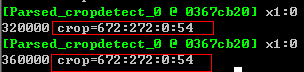 [Parsed_cropdetect_0 @ 0367cb20] x1:0
320000 crop=672:272:0:54
[Parsed_cropdetect_0 @ 0367cb20] x1:0
360000 crop=672:272:0:54